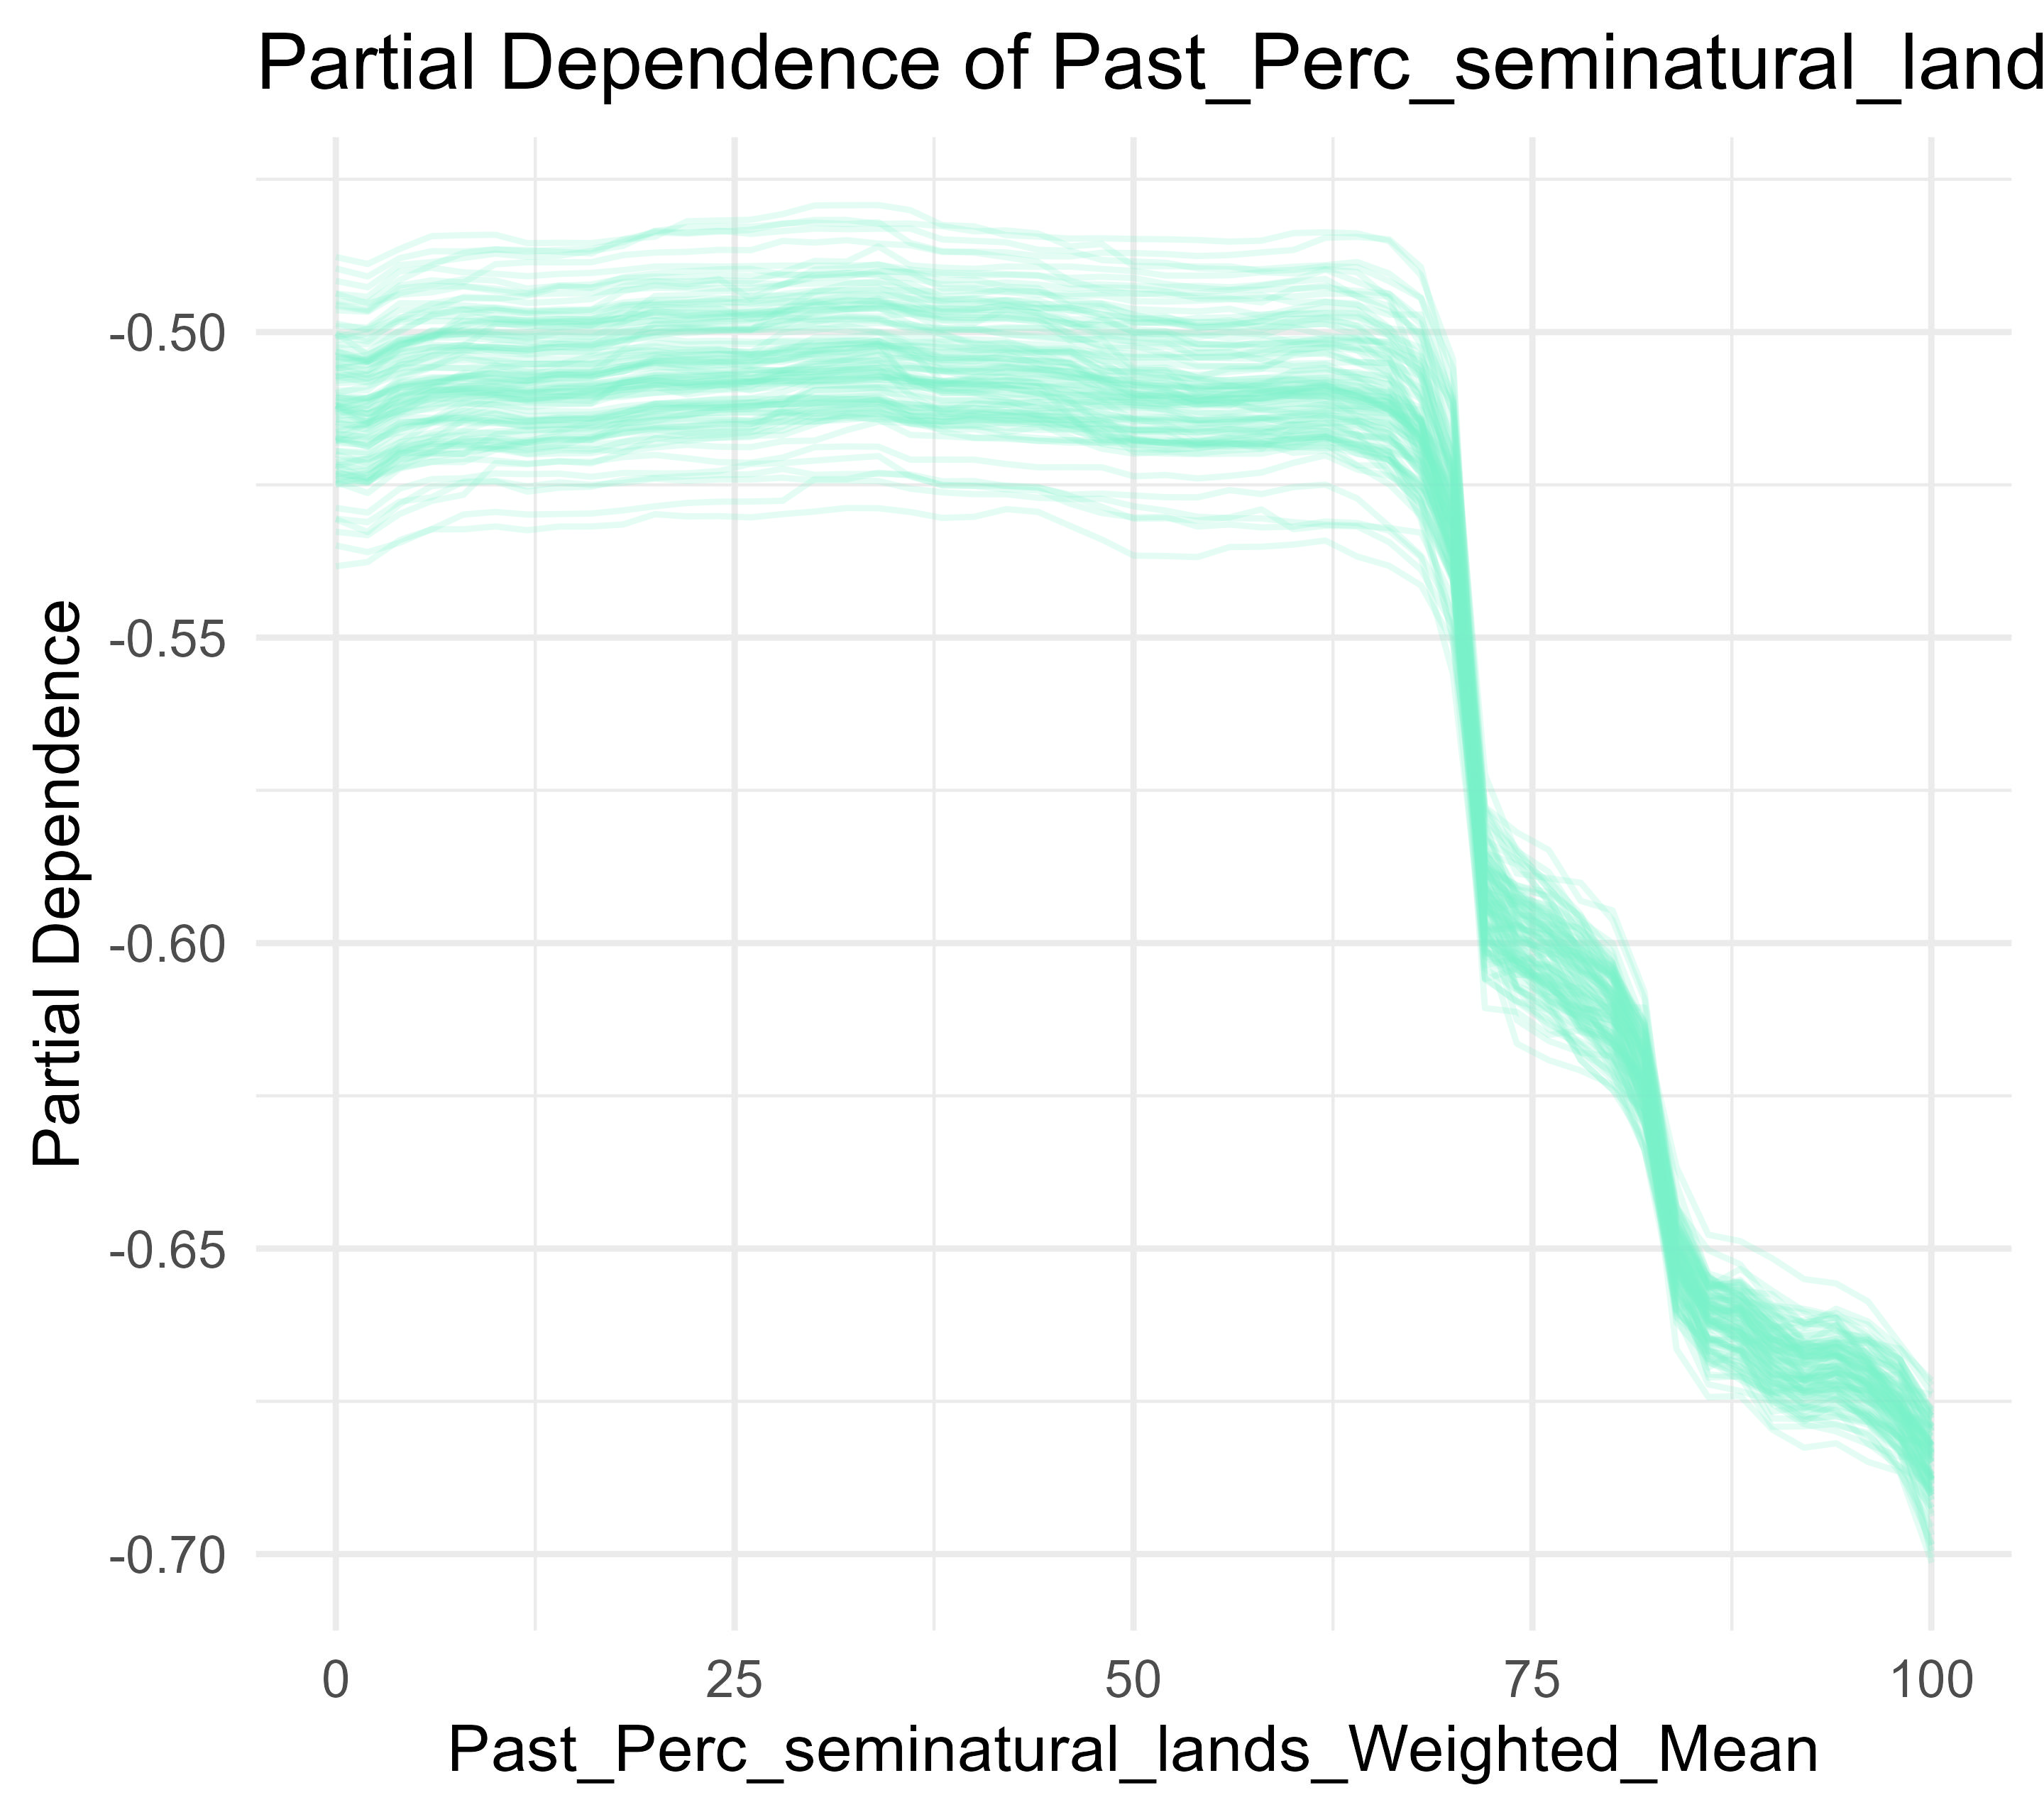 Partial Dependence of Past_Perc_seminatural_land
Partial Dependence
-0.50
-0.55
-0.60
-0.65
-0.70
0 25 50 75 100
Past_Perc_seminatural_lands_Weighted_Mean